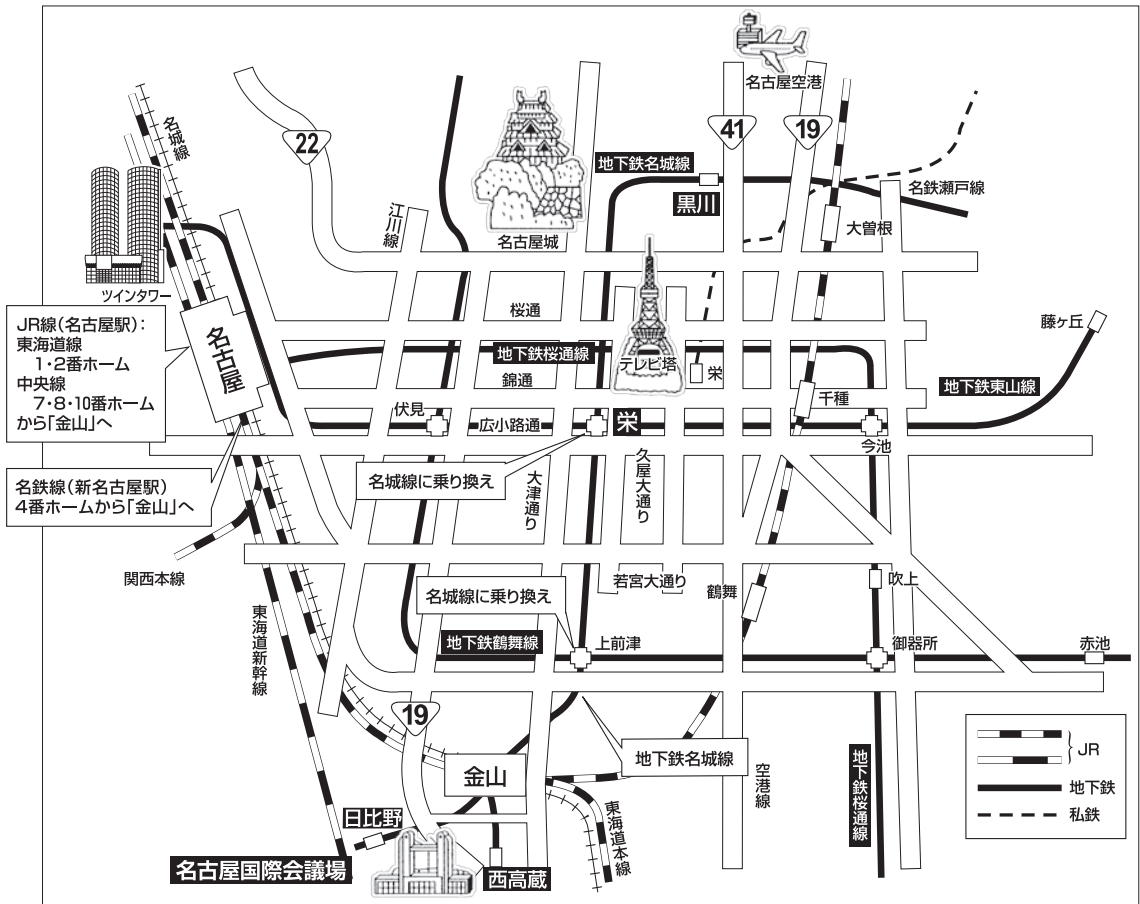 名古屋空港
名城線
22
41
19
地下鉄名城線
黒川
名鉄瀬戸線
大曽根
江川線
名古屋城
ツインタワー
JR線(名古屋駅):
東海道線
1・2番ホーム
中央線
7・8・10番ホーム
から「金山」へ
名古屋
桜通
地下鉄桜通線
テレビ塔
栄
錦通
藤ヶ丘
地下鉄東山線
千種
伏見
広小路通
栄
今池
名鉄線(新名古屋駅)
4番ホームから「金山」へ
名城線に乗り換え
大津通り
久屋大通り
関西本線
若宮大通り
鶴舞
吹上
名城線に乗り換え
東海道新幹線
地下鉄鶴舞線
上前津
御器所
赤池
19
金山
地下鉄名城線
空港線
地下鉄桜通線
JR
地下鉄
私鉄
日比野
東海道本線
名古屋国際会議場
西高蔵